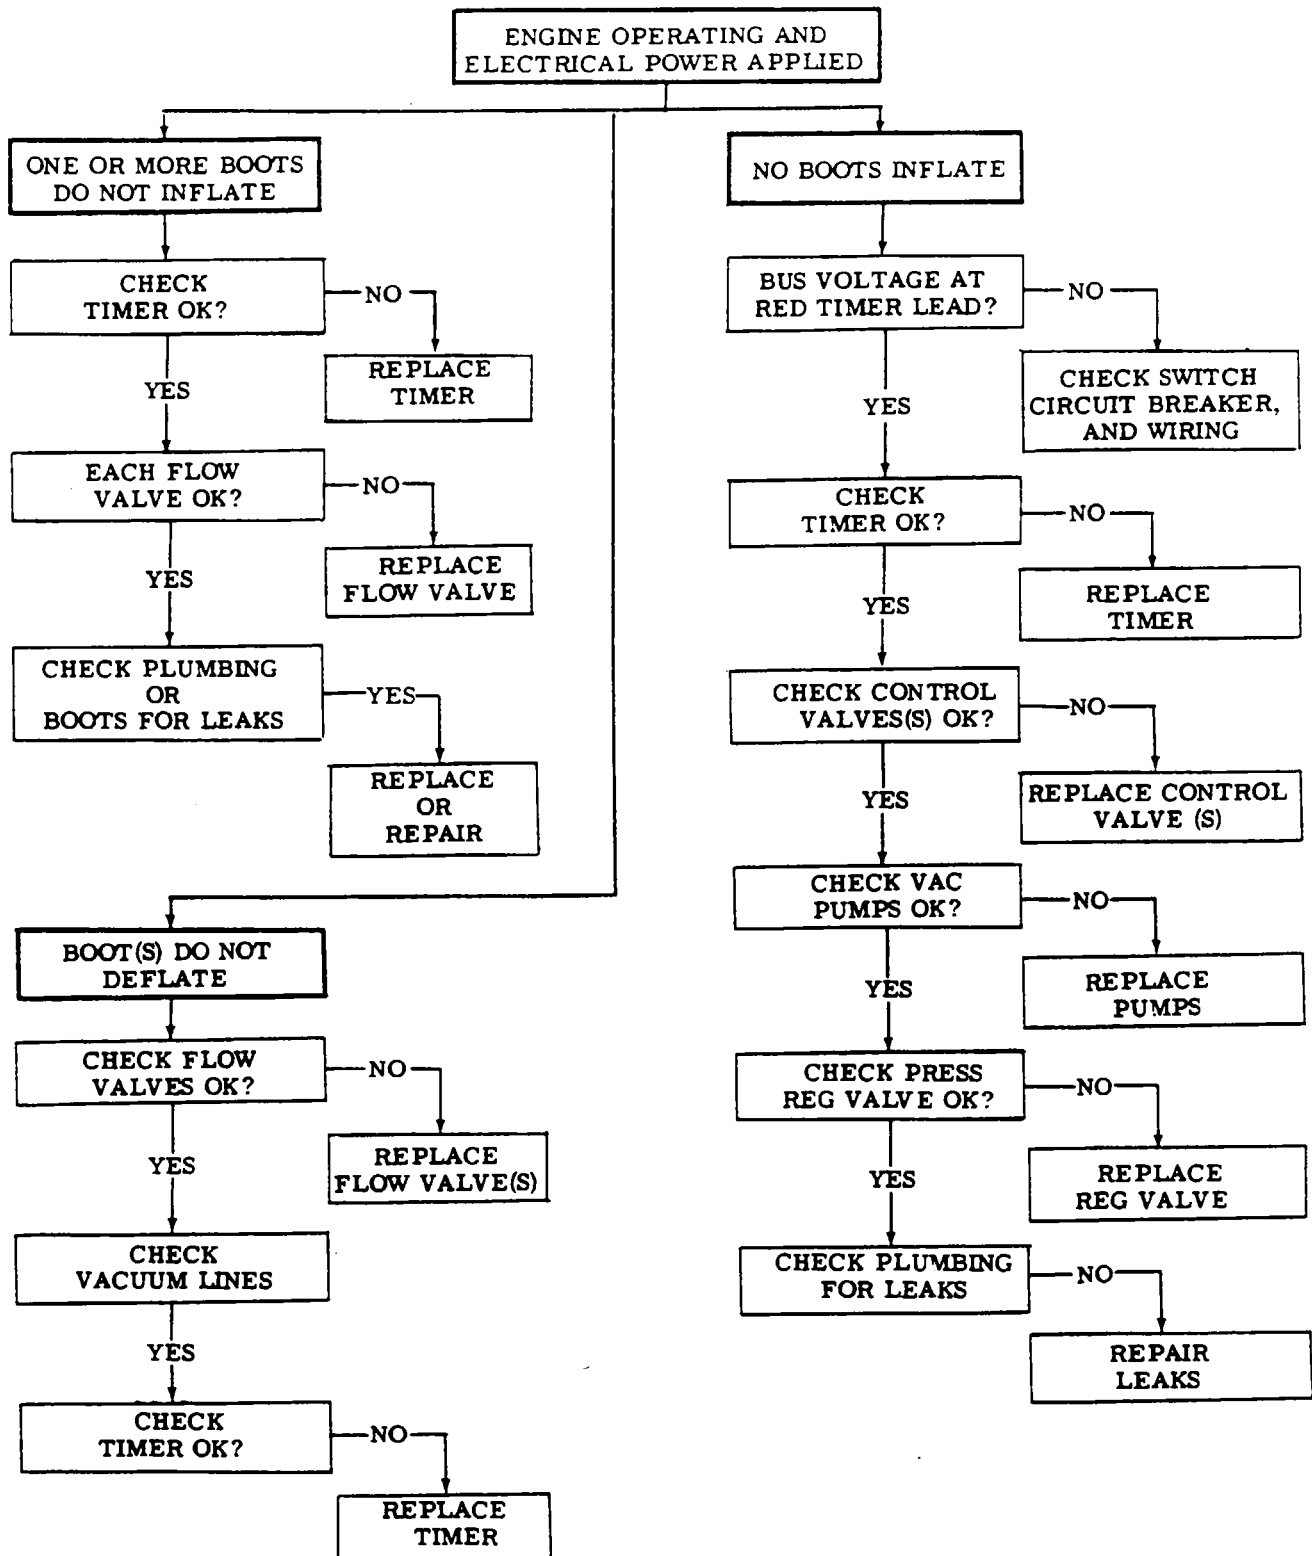 ENGINE OPERATING AND
ELECTRICAL POWER APPLIED
ONE OR MORE BOOTS
DO NOT INFLATE
CHECK
TIMER OK?
NO
REPLACE
TIMER
YES
EACH FLOW
VALVE OK?
NO
REPLACE
FLOW VALVE
YES
CHECK PLUMBING
OR
BOOTS FOR LEAKS
YES
REPLACE
OR
REPAIR
BOOT(S) DO NOT
DEFLATE
CHECK FLOW
VALVES OK?
NO
REPLACE
FLOW VALVE(S)
YES
CHECK
VACUUM LINES
YES
CHECK
TIMER OK?
NO
REPLACE
TIMER
NO BOOTS INFLATE
BUS VOLTAGE AT
RED TIMER LEAD?
NO
CHECK SWITCH
CIRCUIT BREAKER,
AND WIRING
YES
CHECK
TIMER OK?
NO
REPLACE
TIMER
YES
CHECK CONTROL
VALVES(S) OK?
NO
REPLACE CONTROL
VALVE (S)
YES
CHECK VAC
PUMPS OK?
NO
REPLACE
PUMPS
YES
CHECK PRESS
REG VALVE OK?
NO
REPLACE
REG VALVE
YES
CHECK PLUMBING
FOR LEAKS
NO
REPAIR
LEAKS